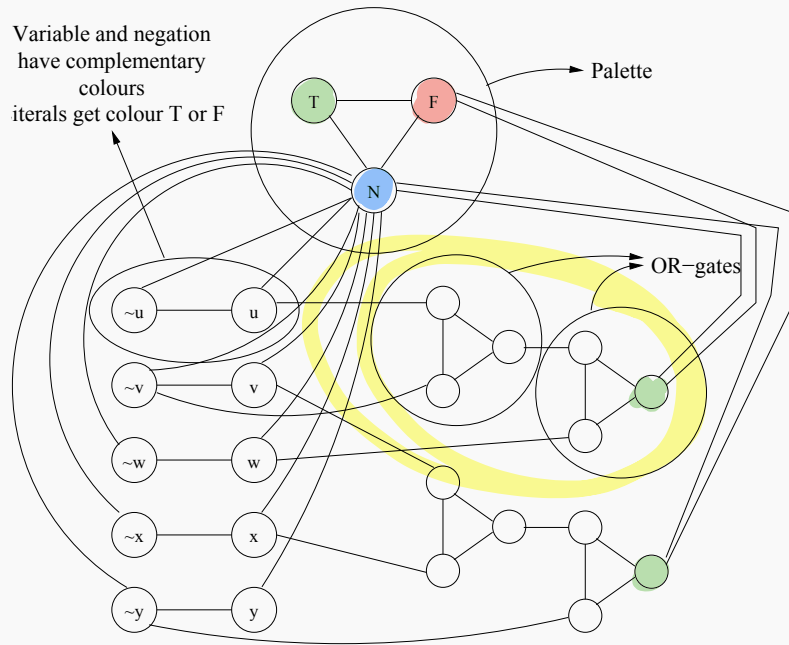 Variable and negation
have complementary
colours
iterals get colour T or F
Palette
T
F
N
OR-gates
~u
u
~v
v
~w
w
~x
x
~y
y